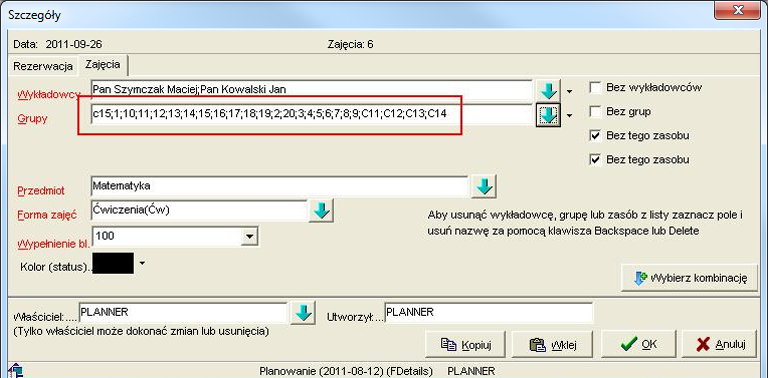 Szczegóły
Data: 2011-09-26 Zajęcia: 6
Rezerwacja Zajęcia
Wykładowcy Pan Szymczak Maciej;Pan Kowalski Jan Bez wykładowców
Grupy c15;1;10;11;12;13;14;15;16;17;18;19;2;20;3;4;5;6;7;8;9;C11;C12;C13;C14 Bez grup
Bez tego zasobu
Bez tego zasobu
Przedmiot Matematyka
Forma zajęć Ćwiczenia(Ćw)
Aby usunąć wykładowcę, grupę lub zasób z listy zaznacz pole i
usuń nazwę za pomocą klawisza Backspace lub Delete
Wypełnienie bl. 100
Kolor (status)..
Wybierz kombinację
Właściciel:.... PLANNER Utworzył:... PLANNER
(Tylko właściciel może dokonać zmian lub usunięcia)
Kopiuj Wklej OK Anuluj
Planowanie (2011-08-12) (FDetails) PLANNER